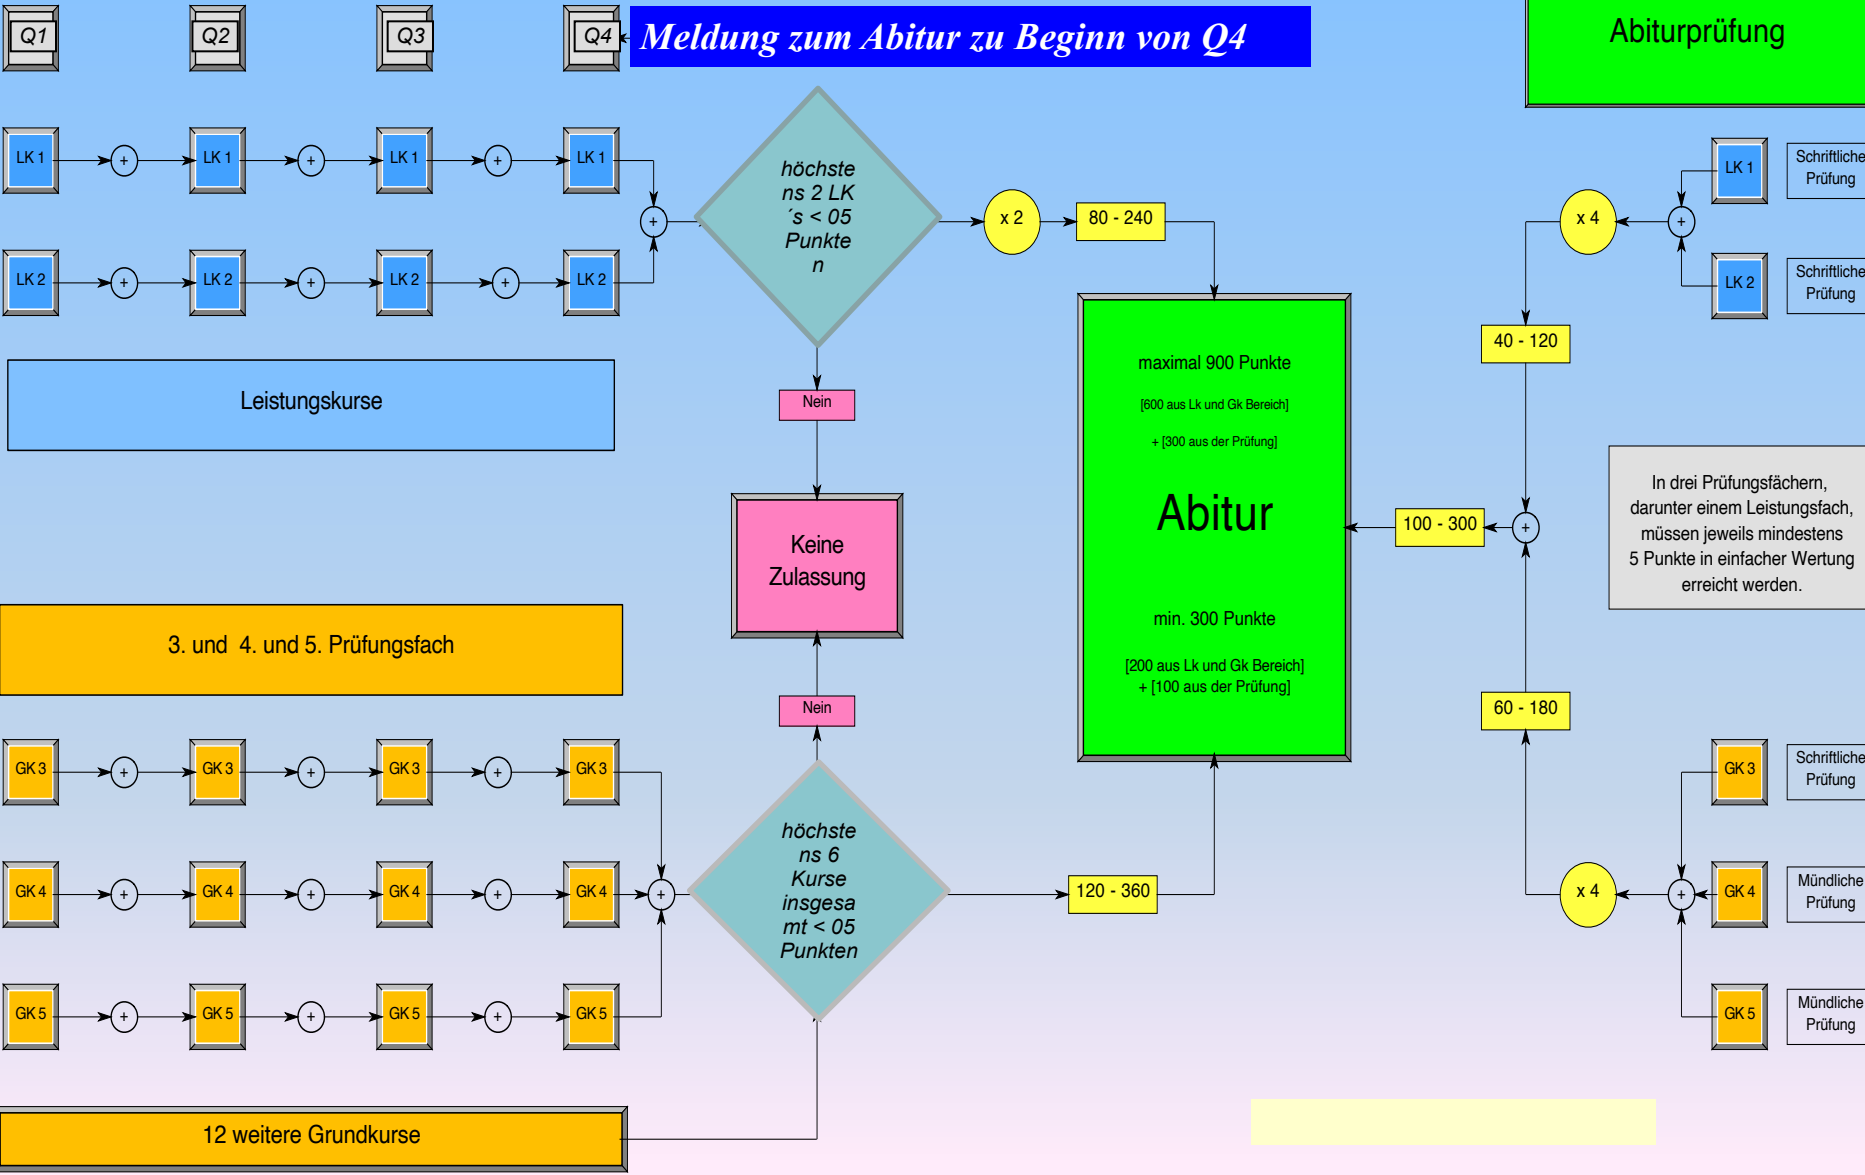 Q1
Q2
Q3
Q4
Meldung zum Abitur zu Beginn von Q4
Abiturprüfung
LK 1
+
LK 1
+
LK 1
+
LK 1
LK 2
+
LK 2
+
LK 2
+
LK 2
+
höchste
ns 2 LK
´s < 05
Punkte
n
x 2
80 - 240
Nein
Leistungskurse
Keine
Zulassung
3. und  4. und 5. Prüfungsfach
Nein
GK 3
+
GK 3
+
GK 3
+
GK 3
GK 4
+
GK 4
+
GK 4
+
GK 4
+
GK 5
+
GK 5
+
GK 5
+
GK 5
höchste
ns 6
Kurse
insgesa
mt < 05
Punkten
120 - 360
12 weitere Grundkurse
maximal 900 Punkte
[600 aus Lk und Gk Bereich]
+ [300 aus der Prüfung]
Abitur
min. 300 Punkte
[200 aus Lk und Gk Bereich]
+ [100 aus der Prüfung]
LK 1
Schriftliche
Prüfung
x 4
+
LK 2
Schriftliche
Prüfung
40 - 120
100 - 300
+
In drei Prüfungsfächern,
darunter einem Leistungsfach,
müssen jeweils mindestens
5 Punkte in einfacher Wertung
erreicht werden.
60 - 180
GK 3
Schriftliche
Prüfung
x 4
+
GK 4
Mündliche
Prüfung
GK 5
Mündliche
Prüfung